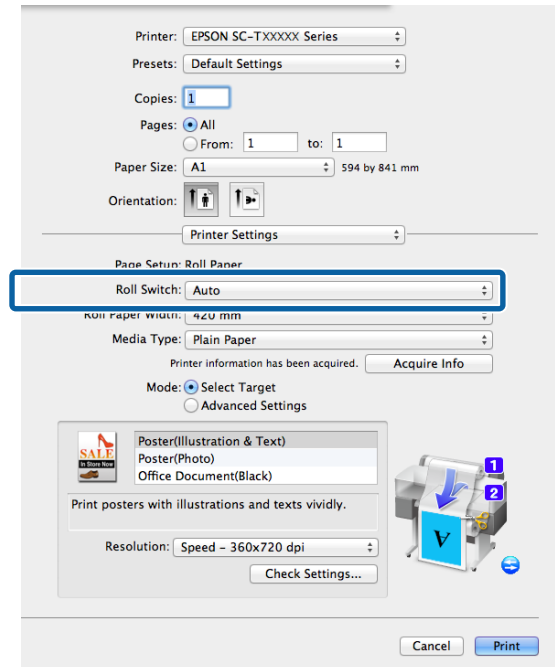 Printer: EPSON SC-TXXXXX Series
Presets: Default Settings
Copies: 1
Pages: All
From: 1 to: 1
Paper Size: A1 594 by 841 mm
Orientation:
Printer Settings
Page Setup: Roll Paper
Roll Switch: Auto
Roll Paper Width: 420 mm
Media Type: Plain Paper
Printer information has been acquired. Acquire Info
Mode: Select Target
Advanced Settings
SALE
In Store Now
Poster(Illustration & Text)
Poster(Photo)
Office Document(Black)
Print posters with illustrations and texts vividly.
Resolution: Speed - 360x720 dpi
Check Settings...
1
2
A
Cancel Print